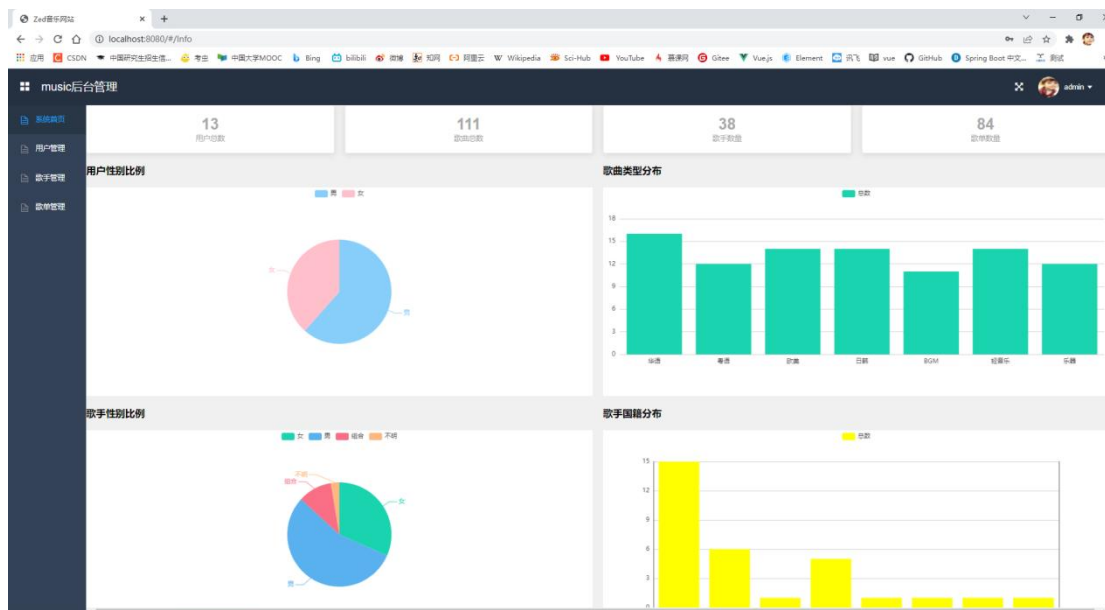 Zed音乐网站
localhost:8080/#/Info
应用 CSDN 中国研究生招生信... 考虫 中国大学MOOC Bing bilibili 微博 知网 阿里云 Wikipedia Sci-Hub YouTube 慕课网 Gitee Vue.js Element 讯飞 vue GitHub Spring Boot 中文... 测试
music后台管理 admin
系统首页
用户管理
歌手管理
歌单管理
13 111 38 84
用户总数 歌曲总数 歌手数量 歌单数量
用户性别比例 歌曲类型分布
男 女
女
男
总数
18
15
12
9
6
3
0
华语 粤语 欧美 日韩 BGM 轻音乐 乐器
歌手性别比例 歌手国籍分布
女 男 组合 不明
不明
组合
女
男
总数
15
12
9
6
3
0